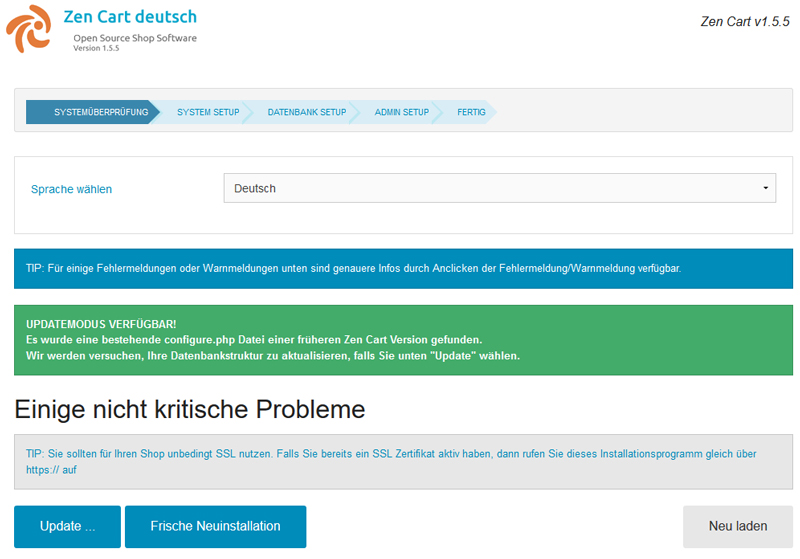 Zen Cart deutsch
Open Source Shop Software
Version 1.5.5
Zen Cart v1.5.5
SYSTEMÜBERPRÜFUNG
SYSTEM SETUP
DATENBANK SETUP
ADMIN SETUP
FERTIG
Sprache wählen
Deutsch
TIP: Für einige Fehlermeldungen oder Warnmeldungen unten sind genauere Infos durch Anclicken der Fehlermeldung/Warnmeldung verfügbar.
UPDATEMODUS VERFÜGBAR!
Es wurde eine bestehende configure.php Datei einer früheren Zen Cart Version gefunden.
Wir werden versuchen, Ihre Datenbankstruktur zu aktualisieren, falls Sie unten "Update" wählen.
Einige nicht kritische Probleme
TIP: Sie sollten für Ihren Shop unbedingt SSL nutzen. Falls Sie bereits ein SSL Zertifikat aktiv haben, dann rufen Sie dieses Installationsprogramm gleich über
https:// auf
Update ...
Frische Neuinstallation
Neu laden